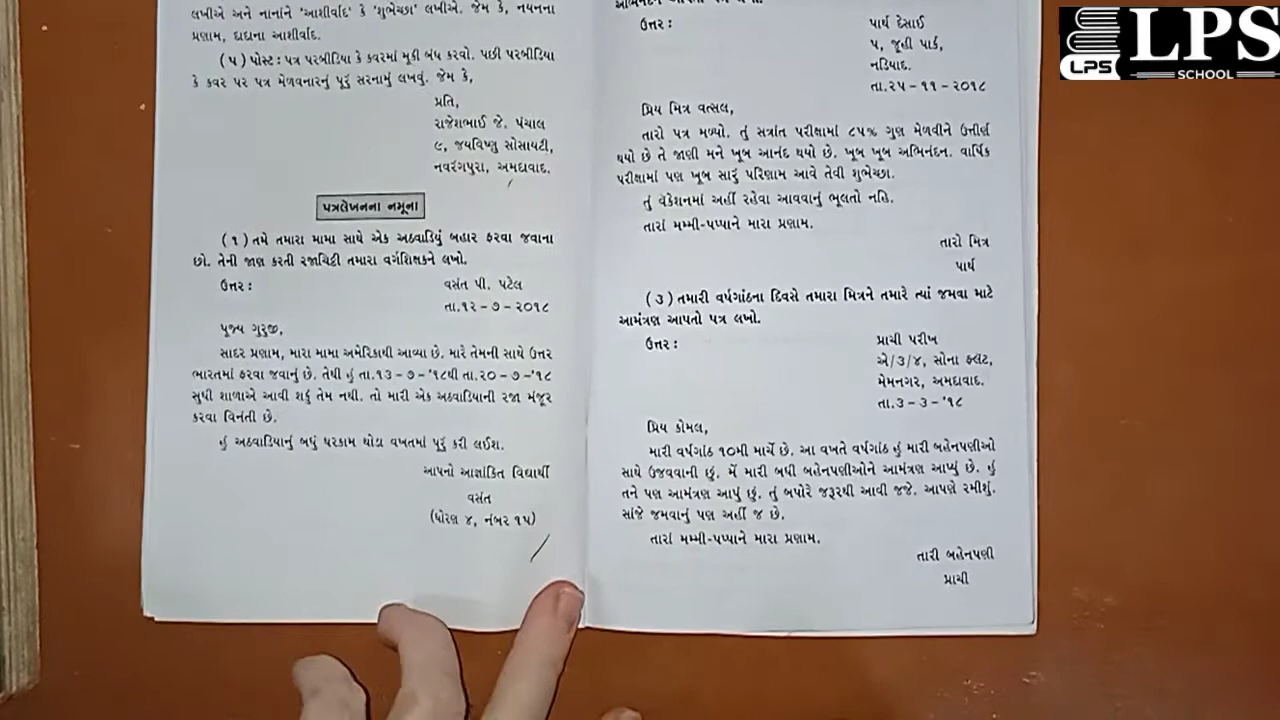 લખીએ અને નાનાંને 'આશીર્વાદ' કે 'શુભેચ્છા' લખીએ. જેમ કે, નયનના
પ્રણામ, દાદાના આશીર્વાદ.
(૫) પોસ્ટ : પત્ર પરબીડિયા કે કવરમાં મૂકી બંધ કરવો. પછી પરબીડિયા
કે કવર પર પત્ર મેળવનારનું પૂરું સરનામું લખવું. જેમ કે,
પ્રતિ,
રાજેશભાઈ જે. પંચાલ
૯, જયવિષ્ણુ સોસાયટી,
નવરંગપુરા, અમદાવાદ.
પત્રલેખનના નમૂના
(૧) તમે તમારા મામા સાથે એક અઠવાડિયું બહાર ફરવા જવાના
છો. તેની જાણ કરતી રજાચિઠ્ઠી તમારા વર્ગશિક્ષકને લખો.
ઉત્તર :
વસંત પી. પટેલ
તા.૧૨ – ૭ – ૨૦૧૮
પૂજ્ય ગુરુજી,
સાદર પ્રણામ, મારા મામા અમેરિકાથી આવ્યા છે. મારે તેમની સાથે ઉત્તર
ભારતમાં ફરવા જવાનું છે. તેથી હું તા.૧૩ – ૭ – '૧૮થી તા.૨૦ – ૭ – '૧૮
સુધી શાળાએ આવી શકું તેમ નથી. તો મારી એક અઠવાડિયાની રજા મંજૂર
કરવા વિનંતી છે.
હું અઠવાડિયાનું બધું ઘરકામ થોડા વખતમાં પૂરું કરી લઈશ.
આપનો આજ્ઞાંકિત વિદ્યાર્થી
વસંત
(ધોરણ ૪, નંબર ૧૫)
ઉત્તર :
પાર્થ દેસાઈ
૫, જૂહી પાર્ક,
નડિયાદ.
તા.૨૫ – ૧૧ – ૨૦૧૮
પ્રિય મિત્ર વત્સલ,
તારો પત્ર મળ્યો. તું સત્રાંત પરીક્ષામાં ૮૫% ગુણ મેળવીને ઉત્તીર્ણ
થયો છે તે જાણી મને ખૂબ આનંદ થયો છે. ખૂબ ખૂબ અભિનંદન. વાર્ષિક
પરીક્ષામાં પણ ખૂબ સારું પરિણામ આવે તેવી શુભેચ્છા.
તું વૅકેશનમાં અહીં રહેવા આવવાનું ભૂલતો નહિ.
તારાં મમ્મી-પપ્પાને મારા પ્રણામ.
તારો મિત્ર
પાર્થ
(૩) તમારી વર્ષગાંઠના દિવસે તમારા મિત્રને તમારે ત્યાં જમવા માટે
આમંત્રણ આપતો પત્ર લખો.
ઉત્તર :
પ્રાચી પરીખ
એ/૩/૪, સોના ફ્લૅટ,
મેમનગર, અમદાવાદ.
તા.૩ – ૩ – '૧૮
પ્રિય કોમલ,
મારી વર્ષગાંઠ ૧૦મી માર્ચે છે. આ વખતે વર્ષગાંઠ હું મારી બહેનપણીઓ
સાથે ઉજવવાની છું. મેં મારી બધી બહેનપણીઓને આમંત્રણ આપ્યું છે. હું
તને પણ આમંત્રણ આપું છું. તું બપોરે જરૂરથી આવી જજે. આપણે રમીશું.
સાંજે જમવાનું પણ અહીં જ છે.
તારાં મમ્મી-પપ્પાને મારા પ્રણામ.
તારી બહેનપણી
પ્રાચી
LPS
LPS
SCHOOL